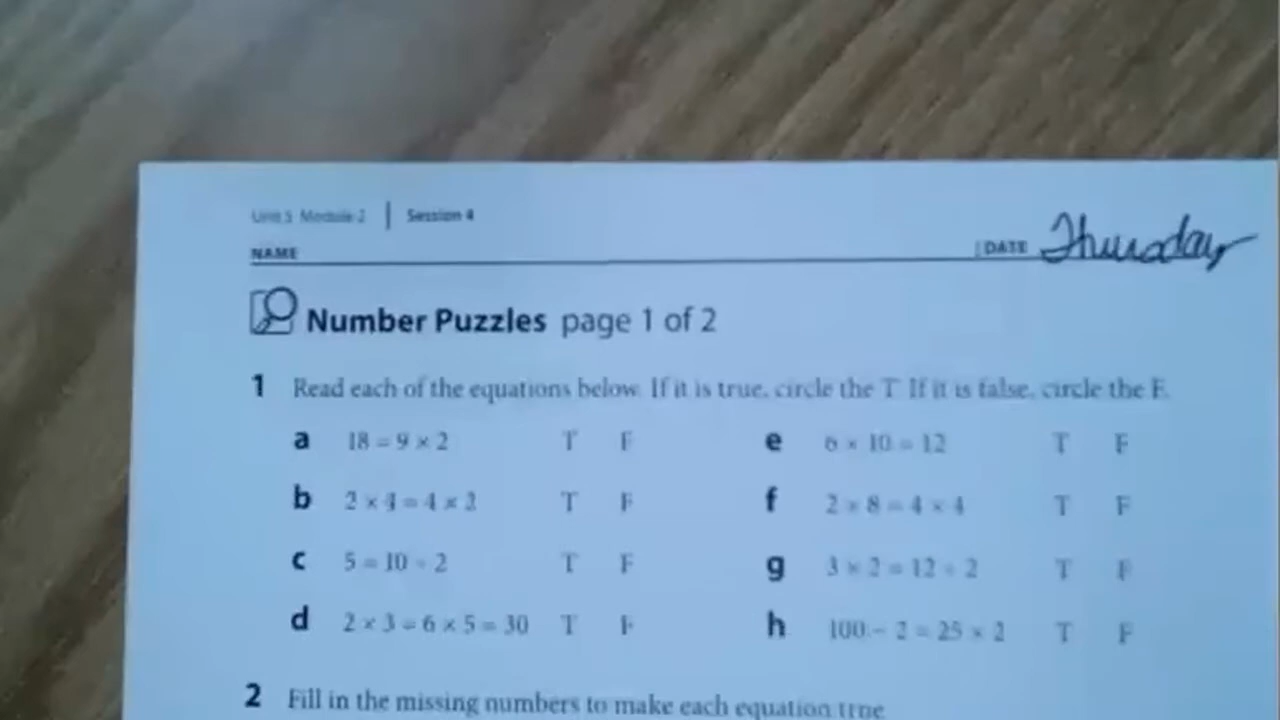 Unit 5 Module 2 | Session 4
NAME | DATE Thursday
Number Puzzles page 1 of 2
1 Read each of the equations below. If it is true, circle the T. If it is false, circle the F.
a 18 = 9 × 2 T F
e 6 × 10 = 12 T F
b 2 × 4 = 4 × 2 T F
f 2 × 8 = 4 × 4 T F
c 5 = 10 ÷ 2 T F
g 3 × 2 = 12 ÷ 2 T F
d 2 × 3 = 6 × 5 = 30 T F
h 100 ÷ 2 = 25 × 2 T F
2 Fill in the missing numbers to make each equation true